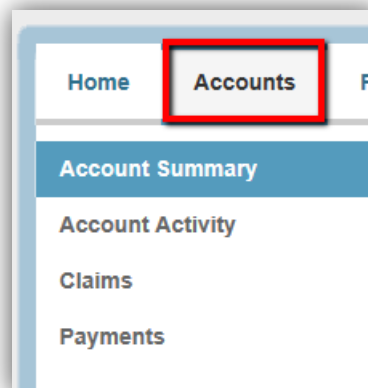 Home Accounts F
Account Summary
Account Activity
Claims
Payments